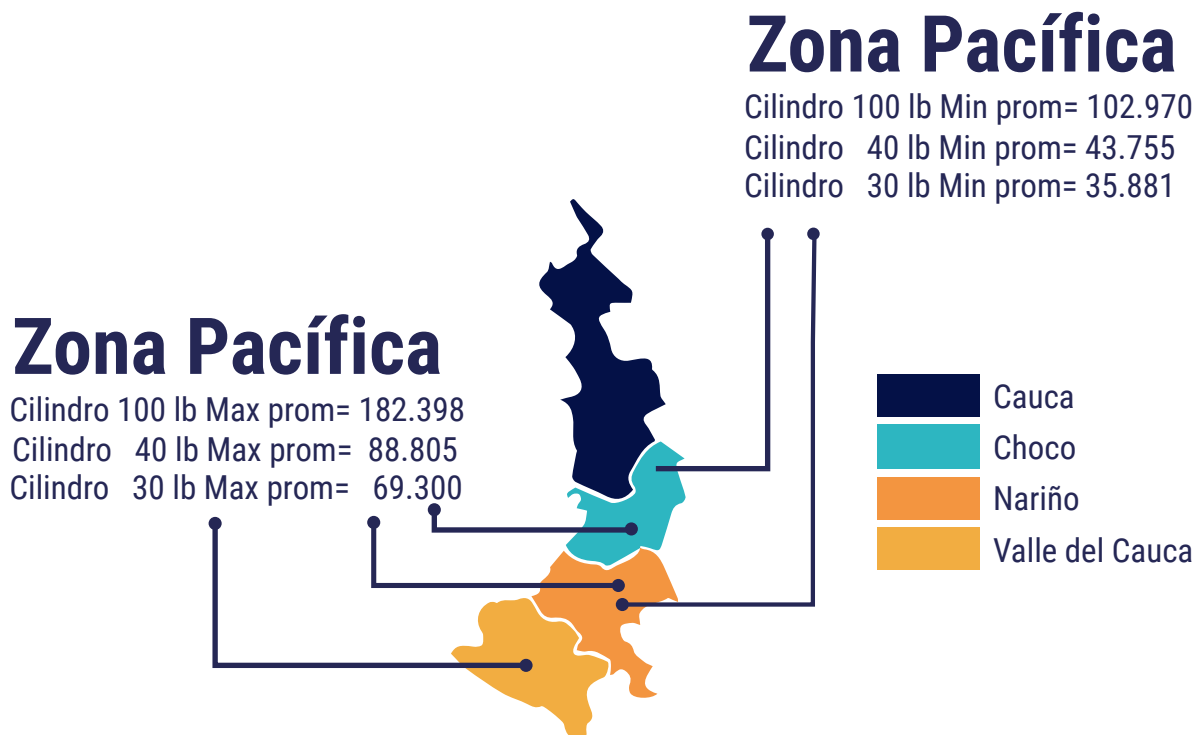 Zona Pacífica
Cilindro 100 lb Min prom= 102.970
Cilindro 40 lb Min prom= 43.755
Cilindro 30 lb Min prom= 35.881
Zona Pacífica
Cilindro 100 lb Max prom= 182.398
Cilindro 40 lb Max prom= 88.805
Cilindro 30 lb Max prom= 69.300
Cauca
Choco
Nariño
Valle del Cauca